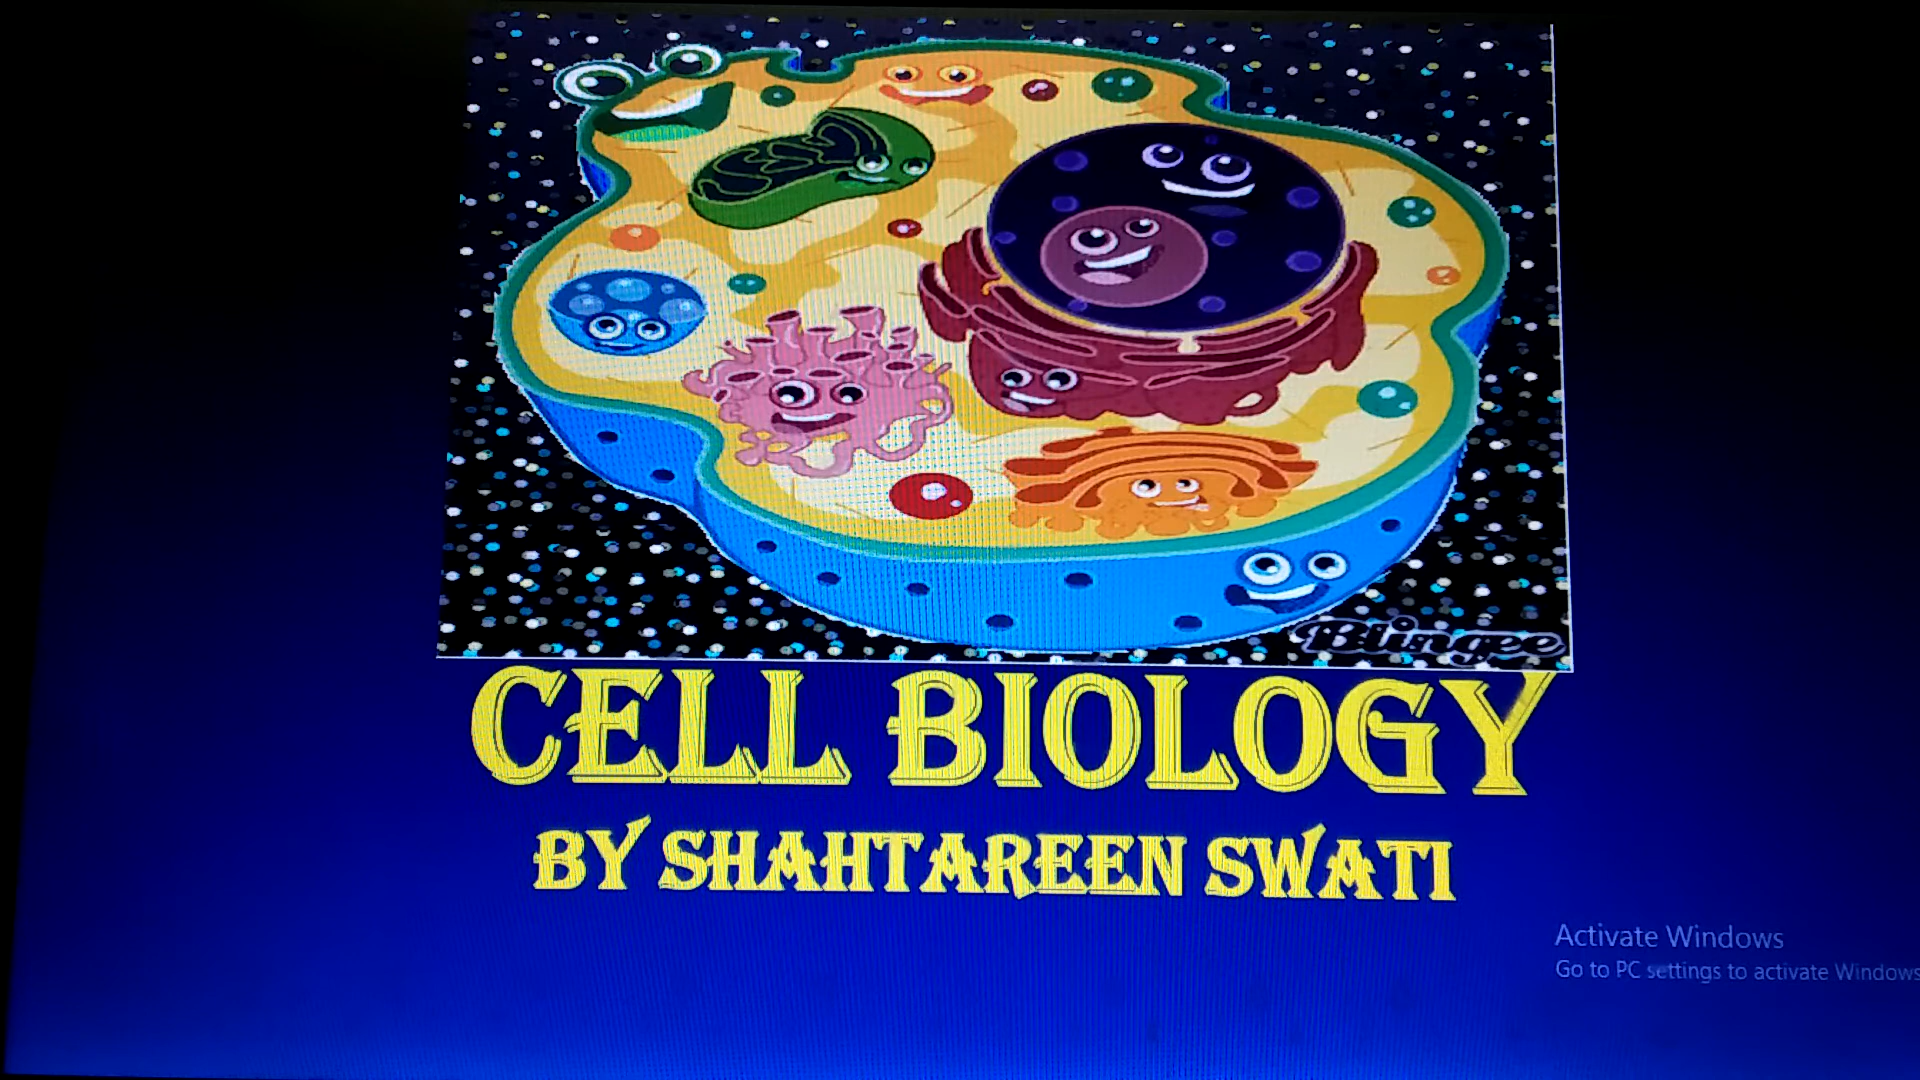 Blingee
CELL BIOLOGY
BY SHAHTAREEN SWATI
Activate Windows
Go to PC settings to activate Windows